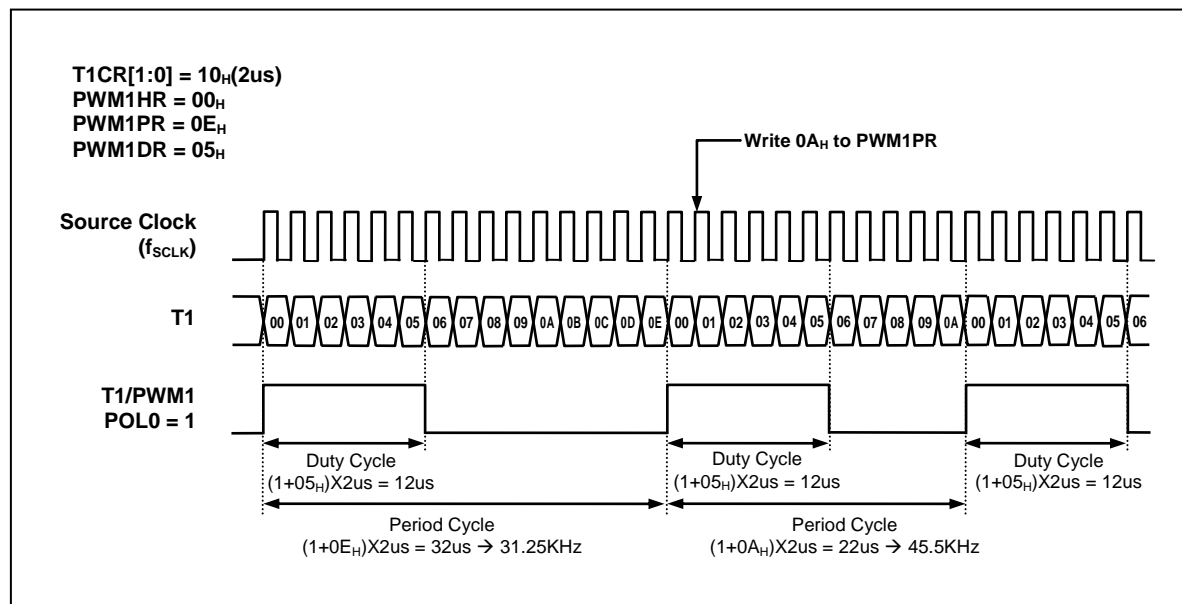 T1CR[1:0] = 10H(2us)
PWM1HR = 00H
PWM1PR = 0EH
PWM1DR = 05H
Write 0AH to PWM1PR
Source Clock
(fSCLK)
T1
00 01 02 03 04 05 06 07 08 09 0A 0B 0C 0D 0E 00 01 02 03 04 05 06 07 08 09 0A 00 01 02 03 04 05 06
T1/PWM1
POL0 = 1
Duty Cycle
(1+05H)X2us = 12us
Duty Cycle
(1+05H)X2us = 12us
Duty Cycle
(1+05H)X2us = 12us
Period Cycle
(1+0EH)X2us = 32us → 31.25KHz
Period Cycle
(1+0AH)X2us = 22us → 45.5KHz